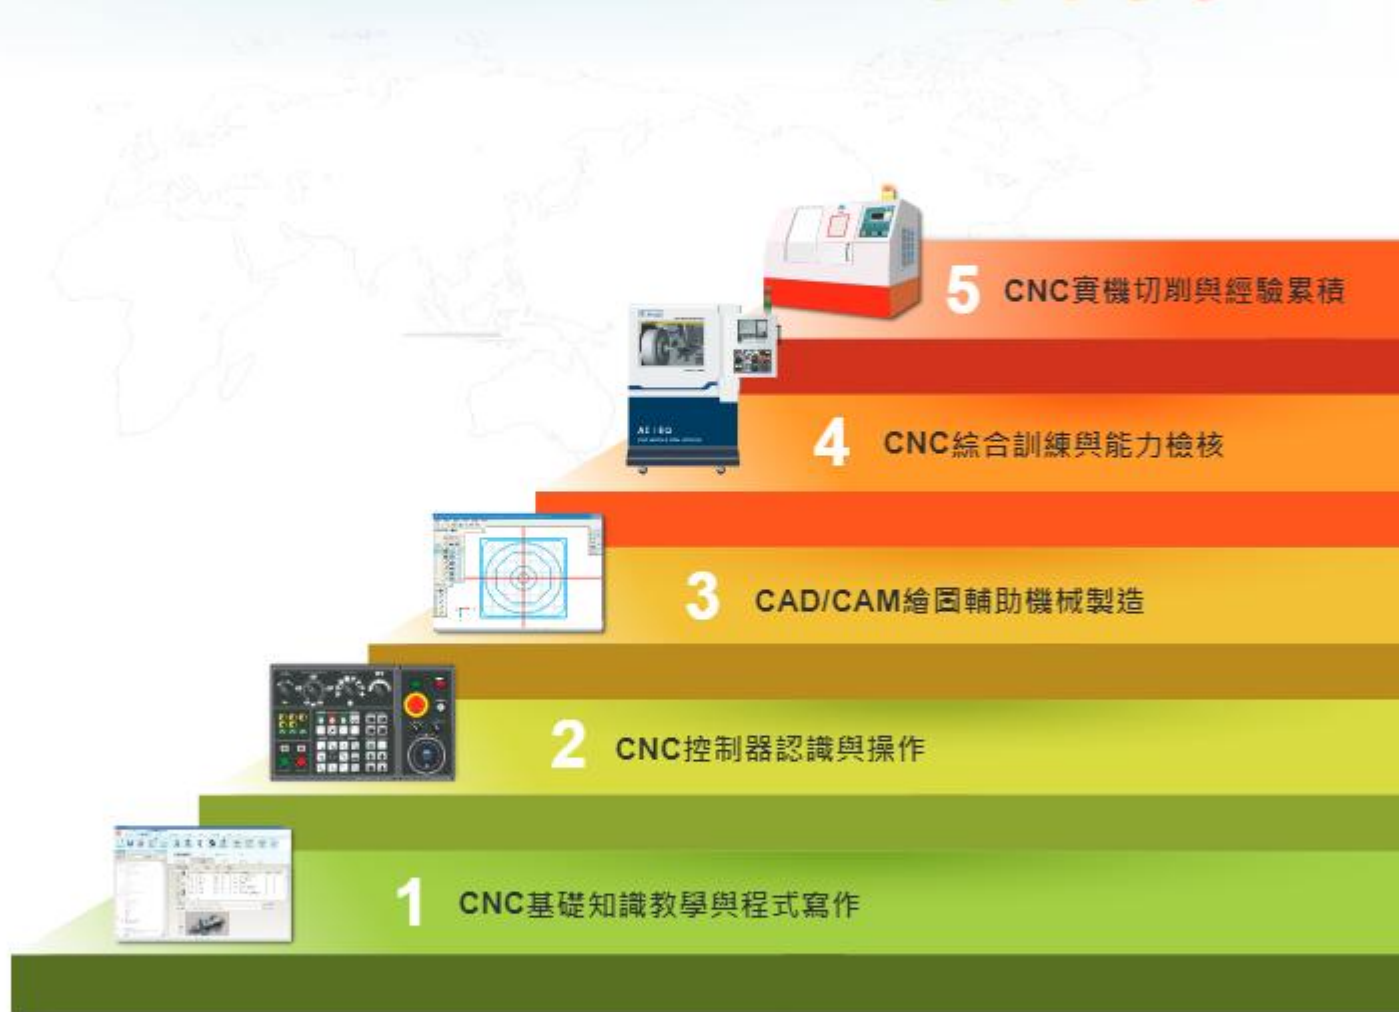 5 CNC實機切削與經驗累積
4 CNC綜合訓練與能力檢核
3 CAD/CAM繪圖輔助機械製造
2 CNC控制器認識與操作
1 CNC基礎知識教學與程式寫作